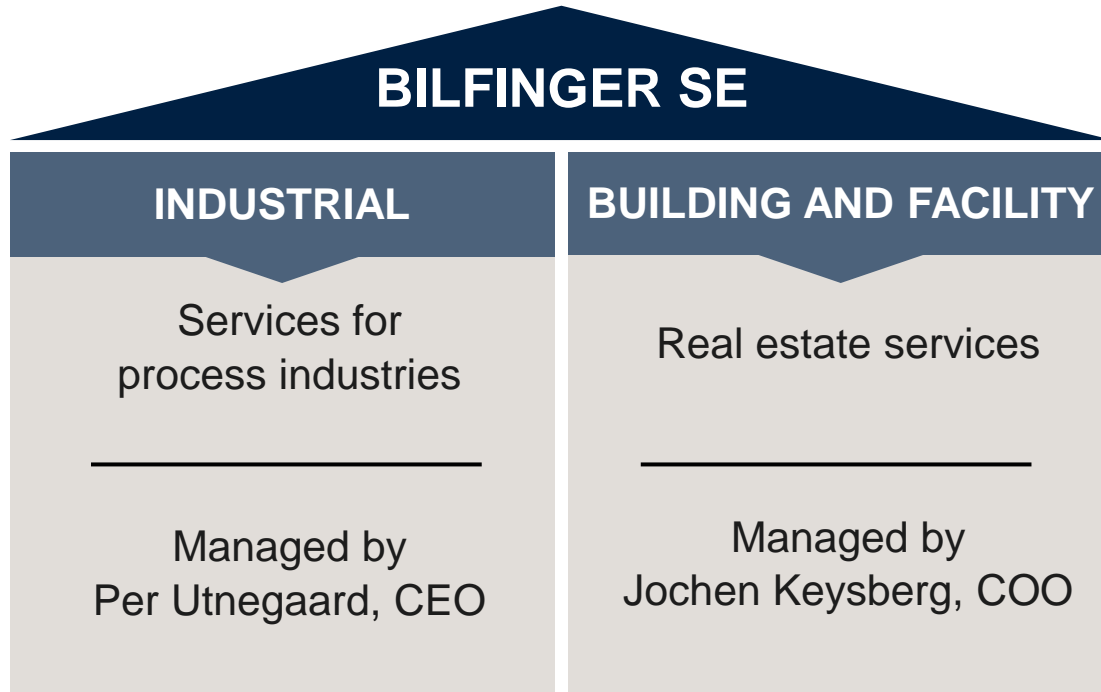 BILFINGER SE
INDUSTRIAL
Services for
process industries
Managed by
Per Utnegaard, CEO
BUILDING AND FACILITY
Real estate services
Managed by
Jochen Keysberg, COO